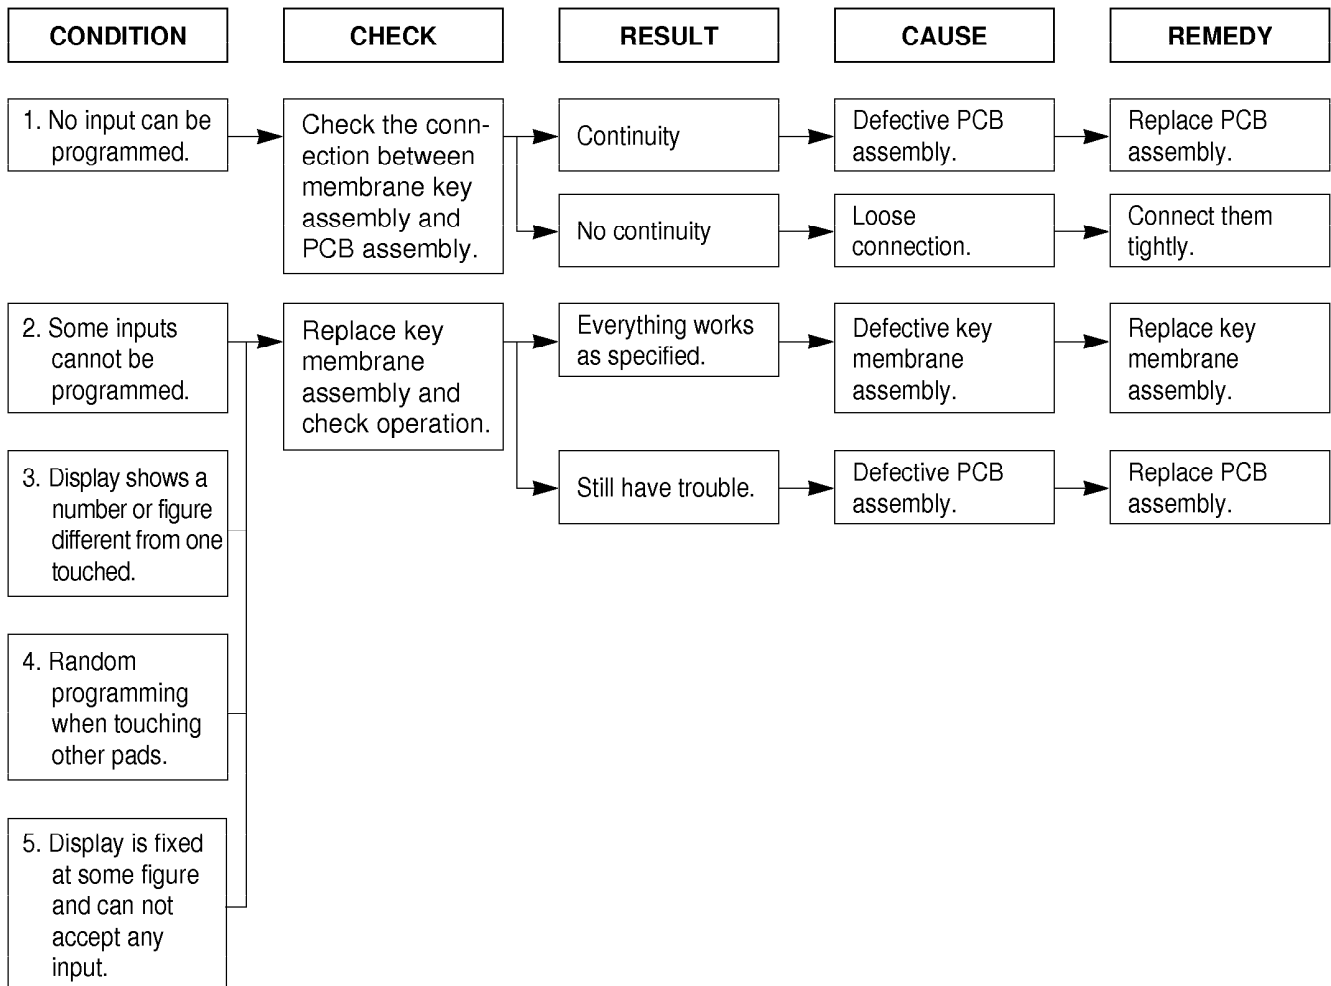 CONDITION
CHECK
RESULT
CAUSE
REMEDY
1. No input can be
programmed.
Check the conn-
ection between
membrane key
assembly and
PCB assembly.
Continuity
Defective PCB
assembly.
Replace PCB
assembly.
No continuity
Loose
connection.
Connect them
tightly.
2. Some inputs
cannot be
programmed.
Replace key
membrane
assembly and
check operation.
Everything works
as specified.
Defective key
membrane
assembly.
Replace key
membrane
assembly.
3. Display shows a
number or figure
different from one
touched.
Still have trouble.
Defective PCB
assembly.
Replace PCB
assembly.
4. Random
programming
when touching
other pads.
5. Display is fixed
at some figure
and can not
accept any
input.